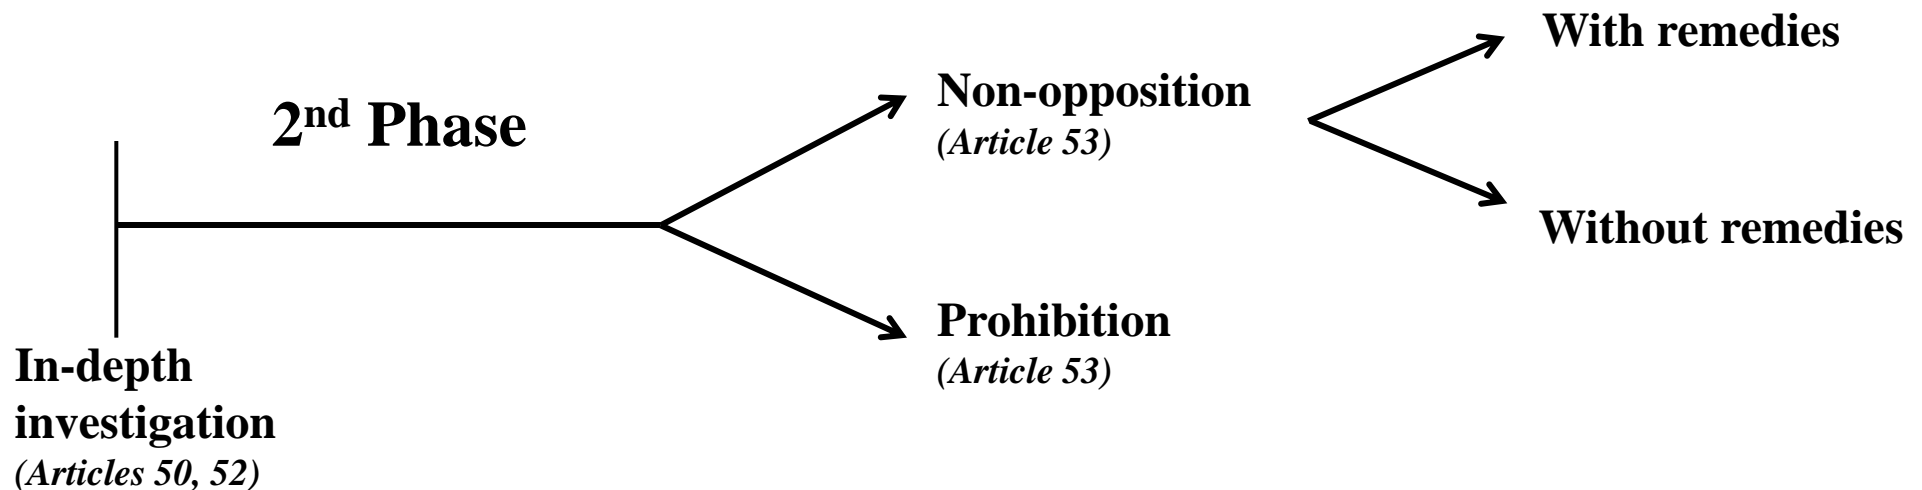 2nd Phase
In-depth
investigation
(Articles 50, 52)
Non-opposition
(Article 53)
Prohibition
(Article 53)
With remedies
Without remedies